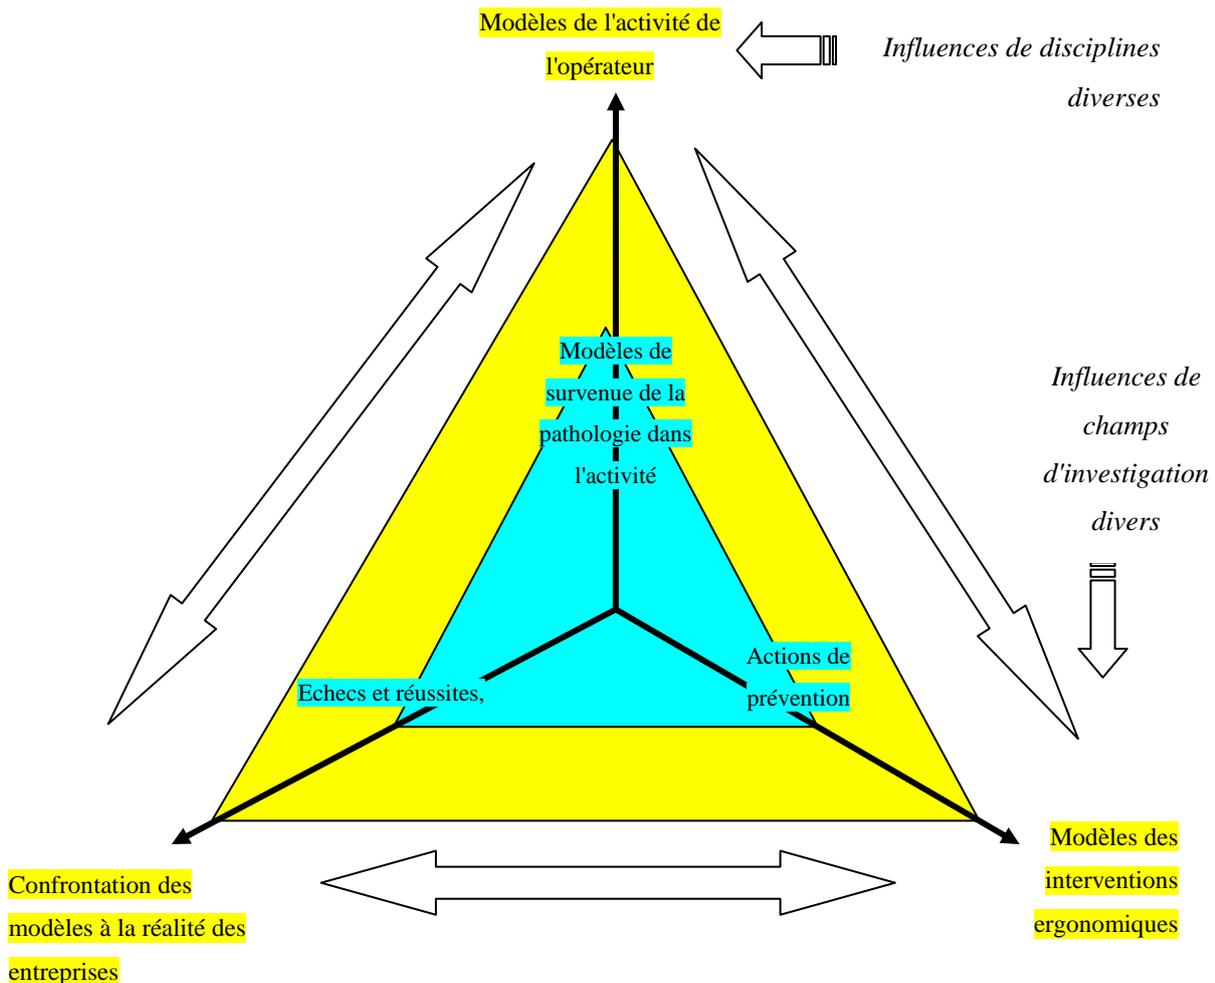 Modèles de l'activité de
l'opérateur
Influences de disciplines
diverses
Modèles de
survenue de la
pathologie dans
l'activité
Influences de
champs
d'investigation
divers
Echecs et réussites,
Actions de
prévention
Confrontation des
modèles à la réalité des
entreprises
Modèles des
interventions
ergonomiques